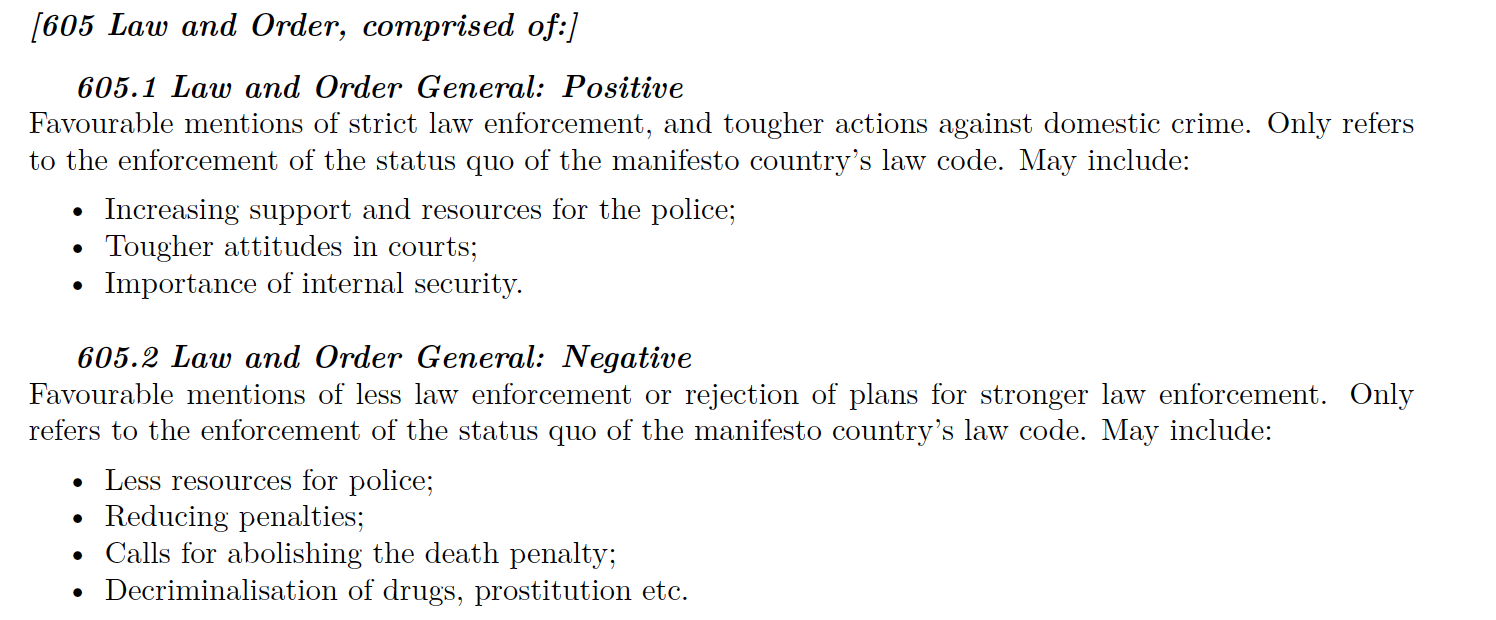 [605 Law and Order, comprised of:]
605.1 Law and Order General: Positive
Favourable mentions of strict law enforcement, and tougher actions against domestic crime. Only refers
to the enforcement of the status quo of the manifesto country's law code. May include:
• Increasing support and resources for the police;
• Tougher attitudes in courts;
• Importance of internal security.
605.2 Law and Order General: Negative
Favourable mentions of less law enforcement or rejection of plans for stronger law enforcement. Only
refers to the enforcement of the status quo of the manifesto country's law code. May include:
• Less resources for police;
• Reducing penalties;
• Calls for abolishing the death penalty;
• Decriminalisation of drugs, prostitution etc.